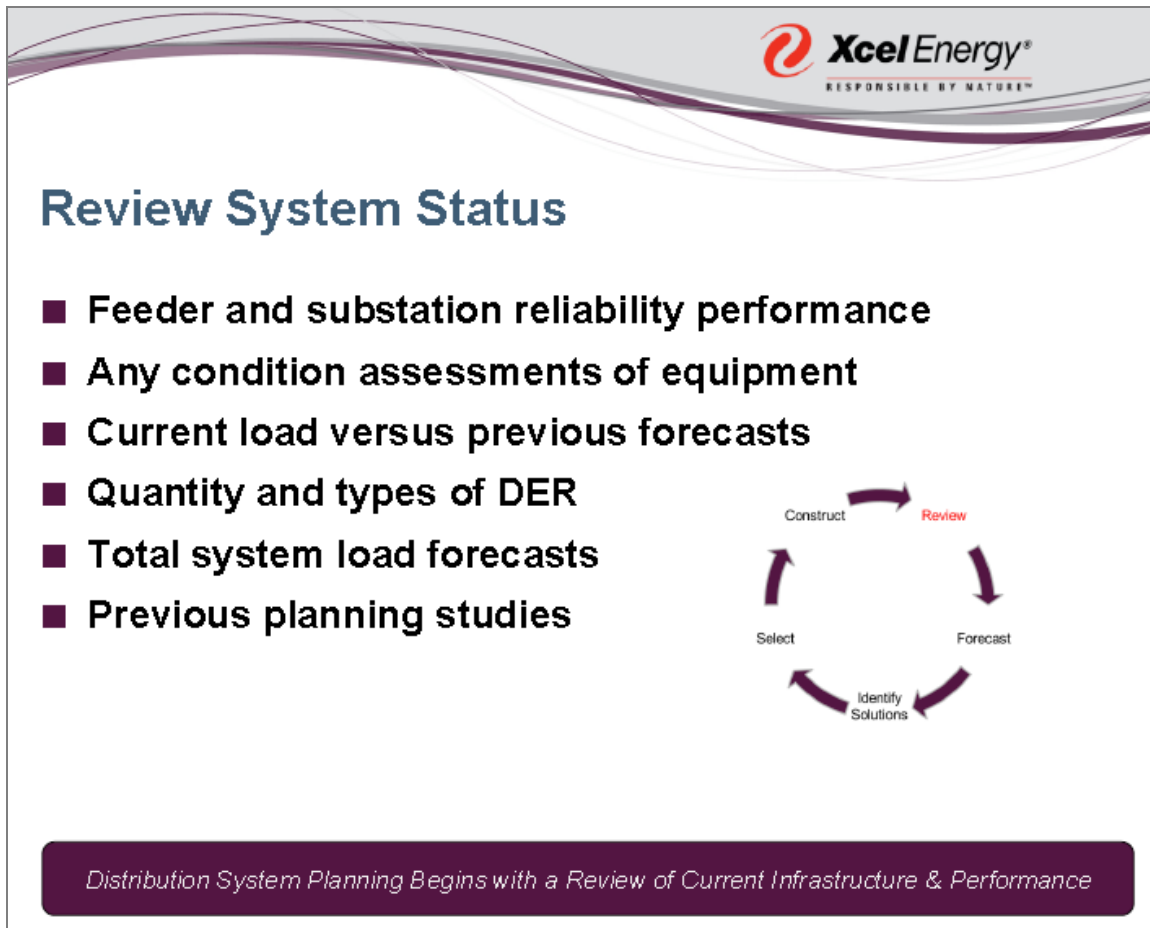 Xcel Energy®
RESPONSIBLE BY NATURE™
Review System Status
Feeder and substation reliability performance
Any condition assessments of equipment
Current load versus previous forecasts
Quantity and types of DER
Total system load forecasts
Previous planning studies
Construct
Review
Select
Forecast
Identify
Solutions
Distribution System Planning Begins with a Review of Current Infrastructure & Performance